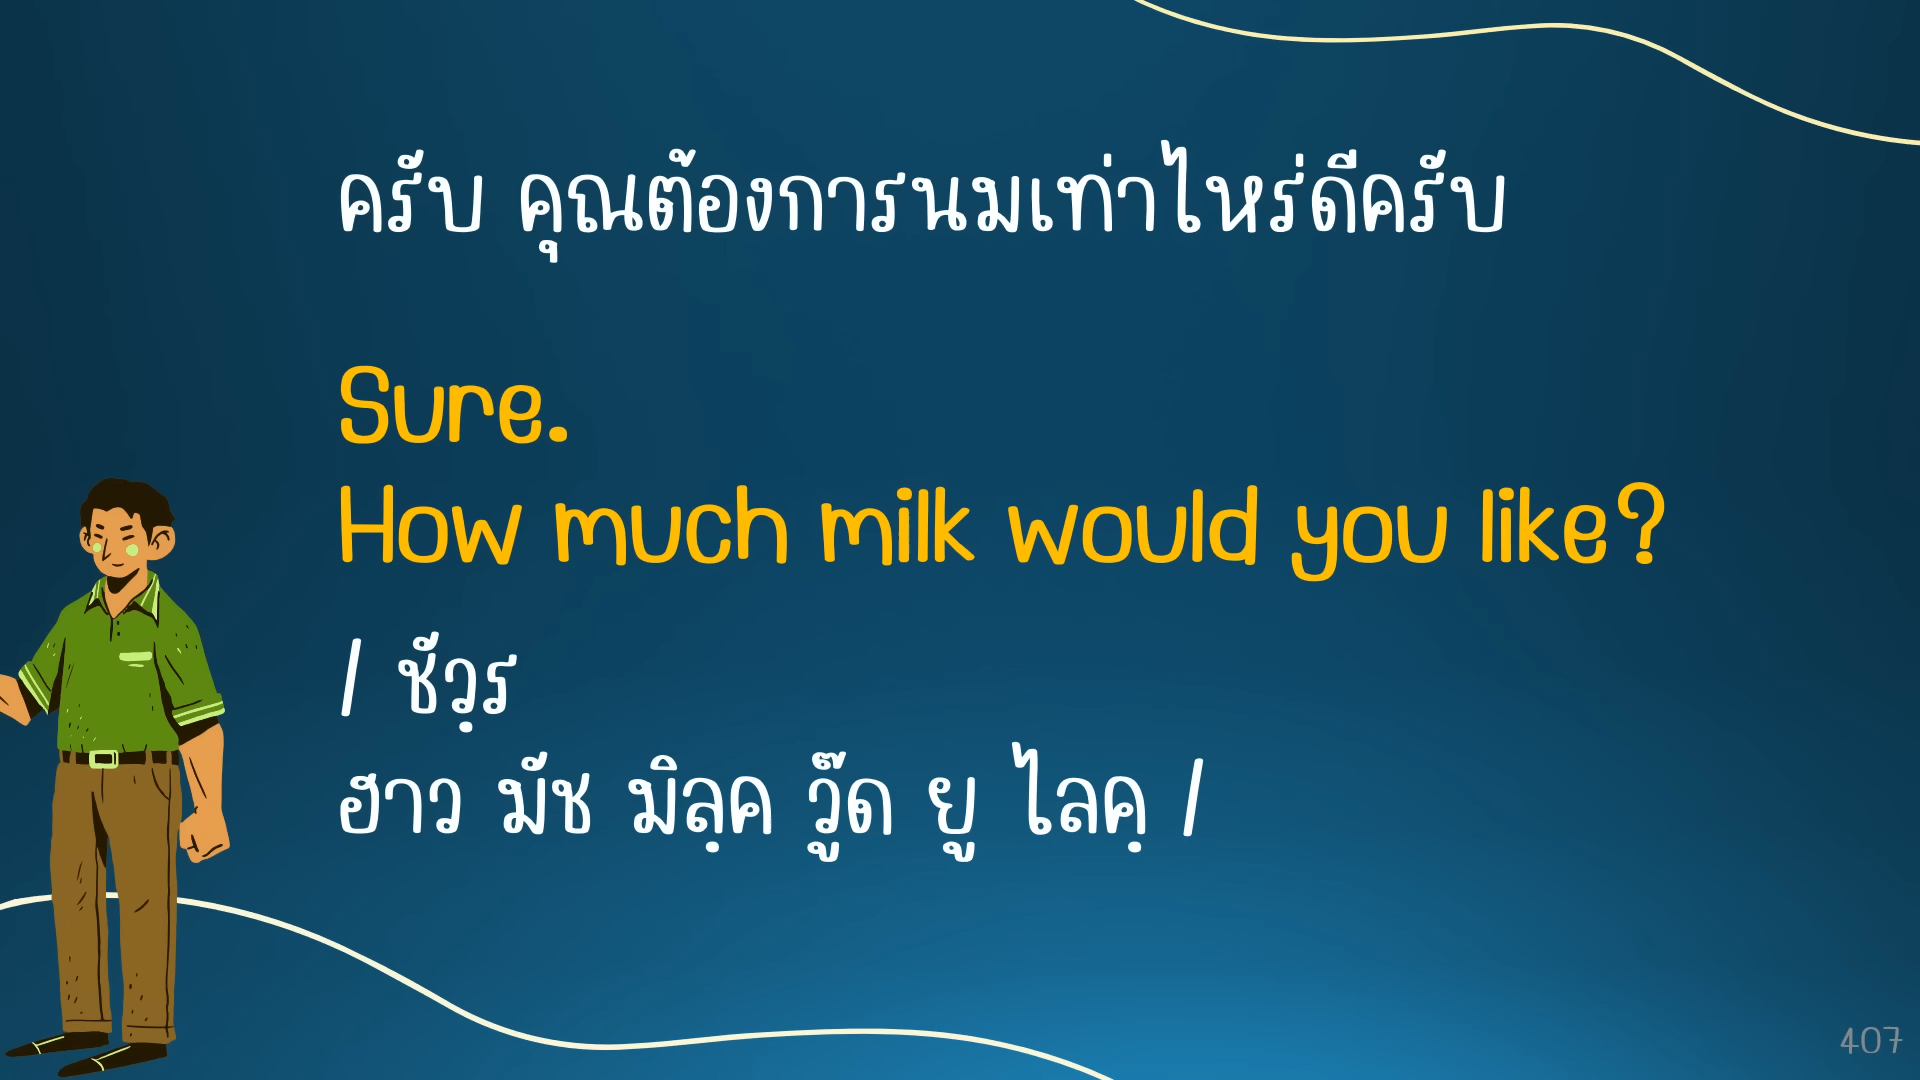 ครับ คุณต้องการนมเท่าไหร่ดีครับ
Sure.
How much milk would you like?
/ ชัวฺร
ฮาว มัช มิลฺค วู๊ด ยู ไลคฺ /
407